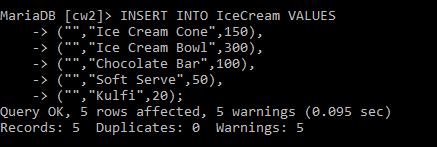 MariaDB [cw2]> INSERT INTO IceCream VALUES
-> ("","Ice Cream Cone",150),
-> ("","Ice Cream Bowl",300),
-> ("","Chocolate Bar",100),
-> ("","Soft Serve",50),
-> ("","Kulfi",20);
Query OK, 5 rows affected, 5 warnings (0.095 sec)
Records: 5  Duplicates: 0  Warnings: 5